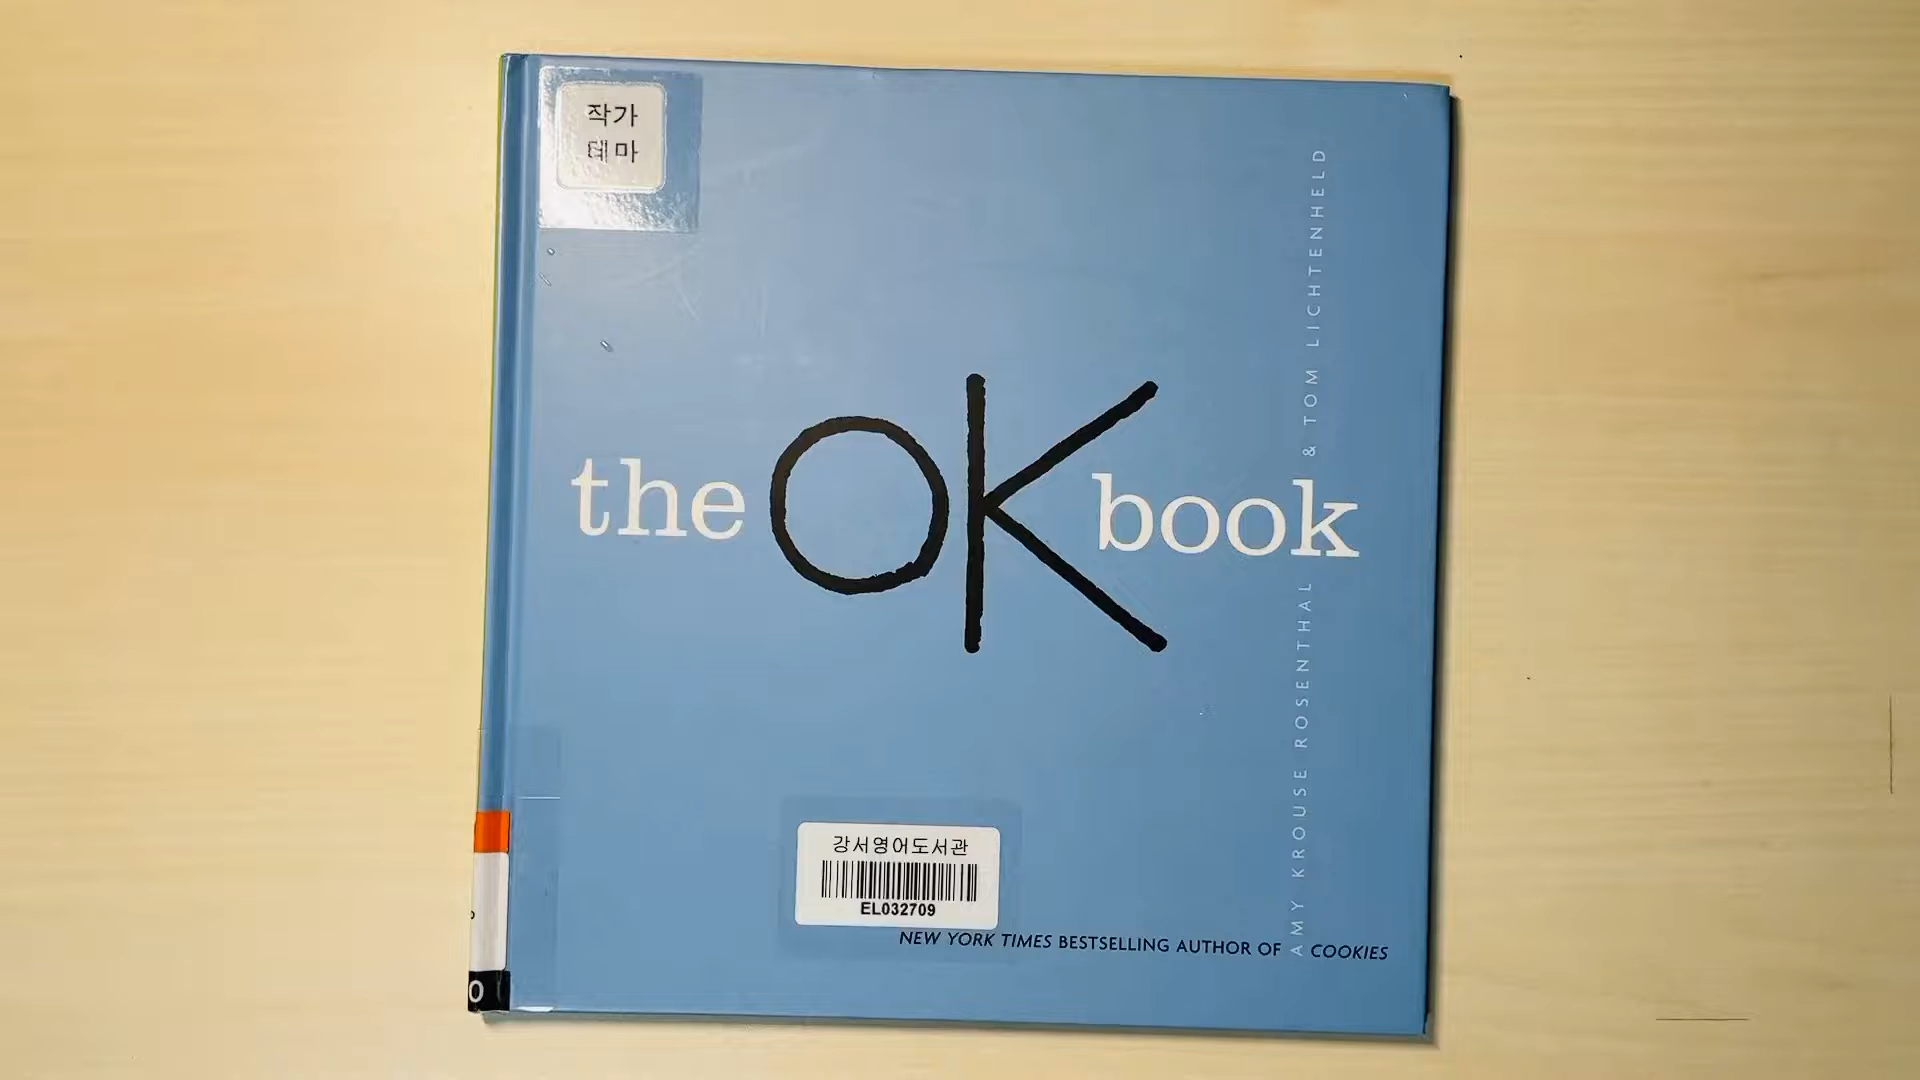 작가
테마
the OK book
AMY KROUSE ROSENTHAL & TOM LICHTENHELD
강서영어도서관
EL032709
NEW YORK TIMES BESTSELLING AUTHOR OF COOKIES
O